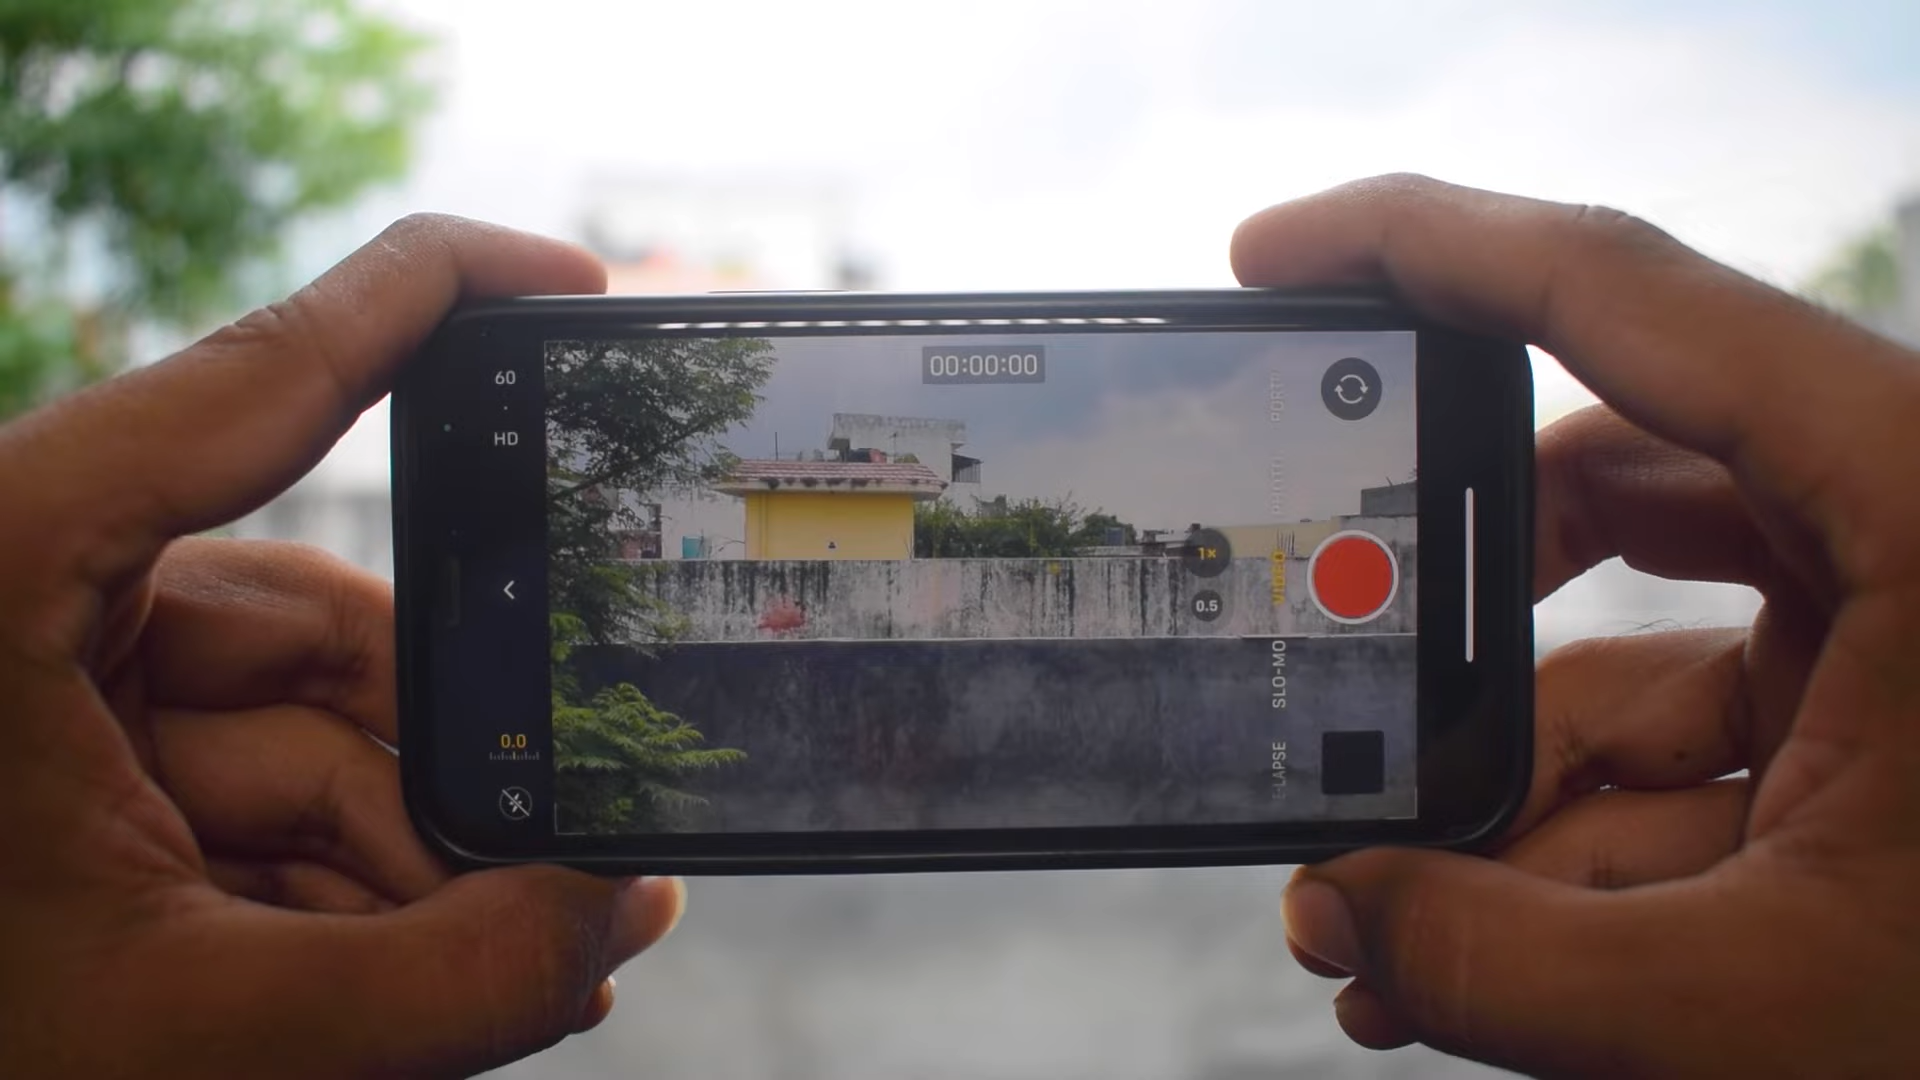 60
HD
00:00:00
PORTR
PHOTO
VIDEO
SLO-MO
E-LAPSE
1×
0.5
0.0